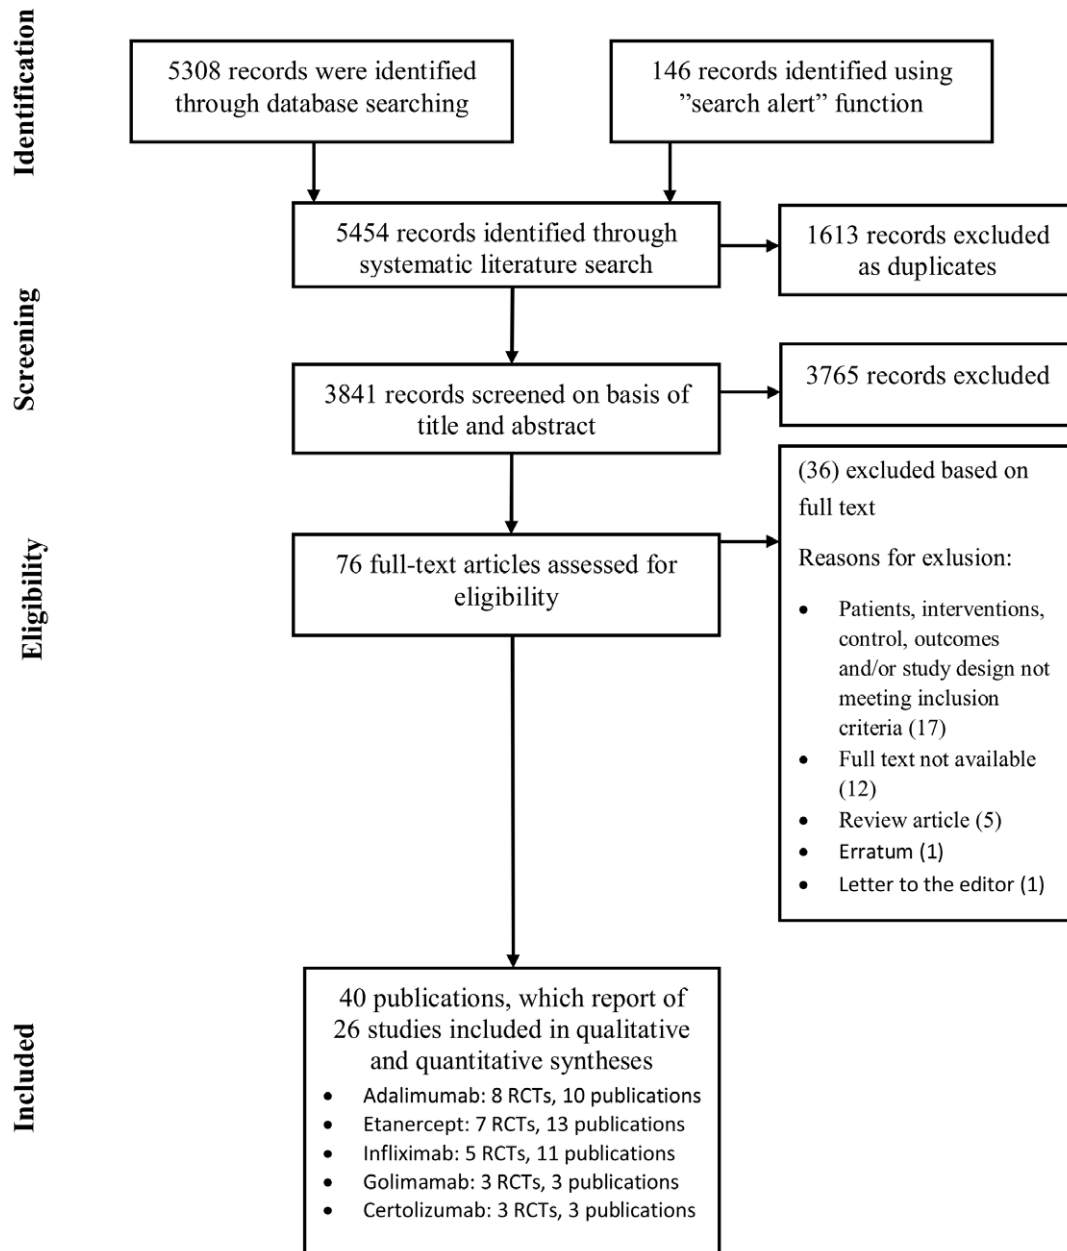 Identification
5308 records were identified
through database searching
146 records identified using
”search alert” function
5454 records identified through
systematic literature search
1613 records excluded
as duplicates
Screening
3841 records screened on basis of
title and abstract
3765 records excluded
Eligibility
76 full-text articles assessed for
eligibility
(36) excluded based on
full text
Reasons for exlusion:
• Patients, interventions,
control, outcomes
and/or study design not
meeting inclusion
criteria (17)
• Full text not available
(12)
• Review article (5)
• Erratum (1)
• Letter to the editor (1)
Included
40 publications, which report of
26 studies included in qualitative
and quantitative syntheses
• Adalimumab: 8 RCTs, 10 publications
• Etanercept: 7 RCTs, 13 publications
• Infliximab: 5 RCTs, 11 publications
• Golimamab: 3 RCTs, 3 publications
• Certolizumab: 3 RCTs, 3 publications